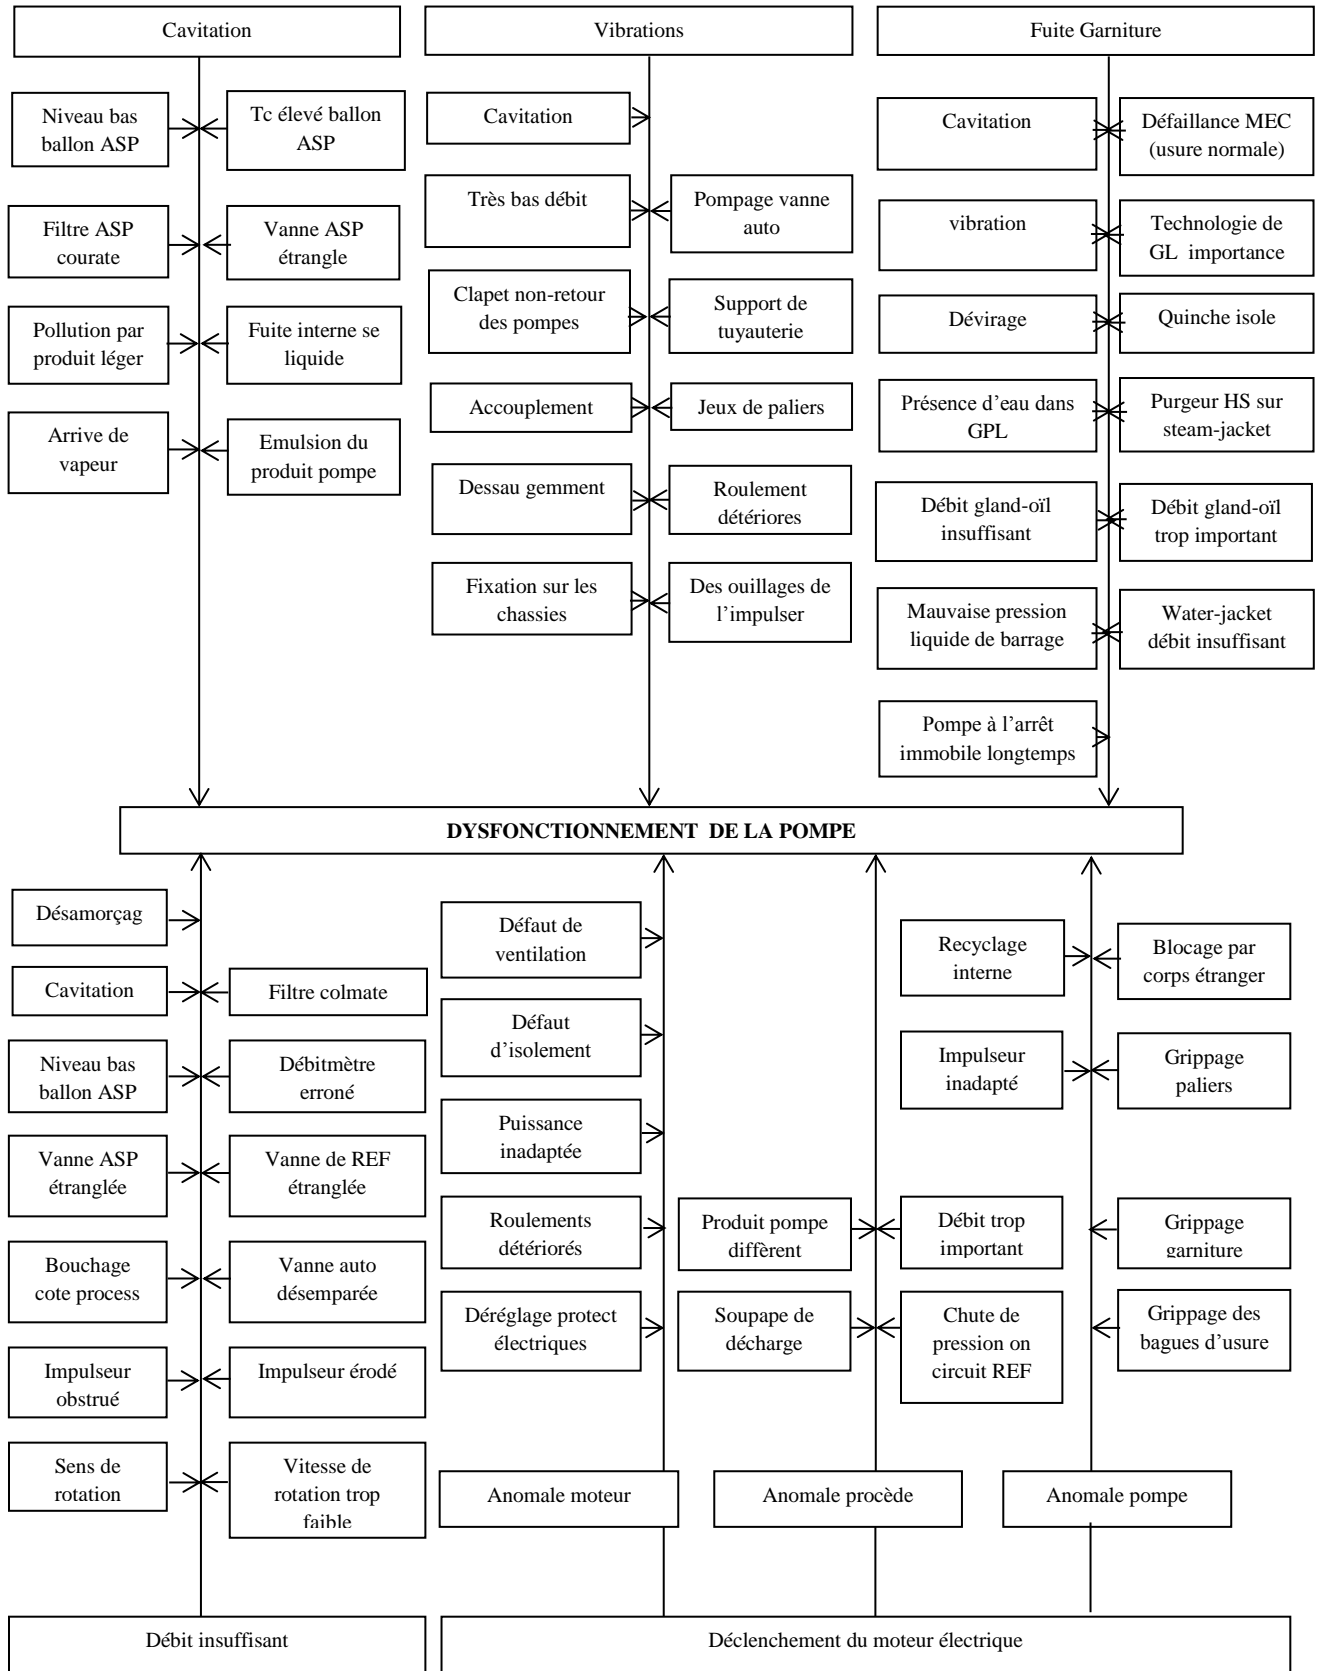 Cavitation
Vibrations
Fuite Garniture
Niveau bas
ballon ASP
Tc élevé ballon
ASP
Filtre ASP
courate
Vanne ASP
étrangle
Pollution par
produit léger
Fuite interne se
liquide
Arrive de
vapeur
Emulsion du
produit pompe
Cavitation
Très bas débit
Pompage vanne
auto
Clapet non-retour
des pompes
Support de
tuyauterie
Accouplement
Jeux de paliers
Dessau gemment
Roulement
détériores
Fixation sur les
chassies
Des ouillages de
l’impulser
Cavitation
Défaillance MEC
(usure normale)
vibration
Technologie de
GL importance
Dévirage
Quinche isole
Présence d’eau dans
GPL
Purgeur HS sur
steam-jacket
Débit gland-oïl
insuffisant
Débit gland-oïl
trop important
Mauvaise pression
liquide de barrage
Water-jacket
débit insuffisant
Pompe à l’arrêt
immobile longtemps
DYSFONCTIONNEMENT DE LA POMPE
Désamorçag
Cavitation
Filtre colmate
Niveau bas
ballon ASP
Débitmètre
erroné
Vanne ASP
étranglée
Vanne de REF
étranglée
Bouchage
cote process
Vanne auto
désemparée
Impulseur
obstrué
Impulseur érodé
Sens de
rotation
Vitesse de
rotation trop
faible
Débit insuffisant
Défaut de
ventilation
Défaut
d’isolement
Puissance
inadaptée
Roulements
détériorés
Déréglage protect
électriques
Anomale moteur
Produit pompe
diffèrent
Débit trop
important
Soupape de
décharge
Chute de
pression on
circuit REF
Anomale procède
Recyclage
interne
Blocage par
corps étranger
Impulseur
inadapté
Grippage
paliers
Grippage
garniture
Grippage des
bagues d’usure
Anomale pompe
Déclenchement du moteur électrique